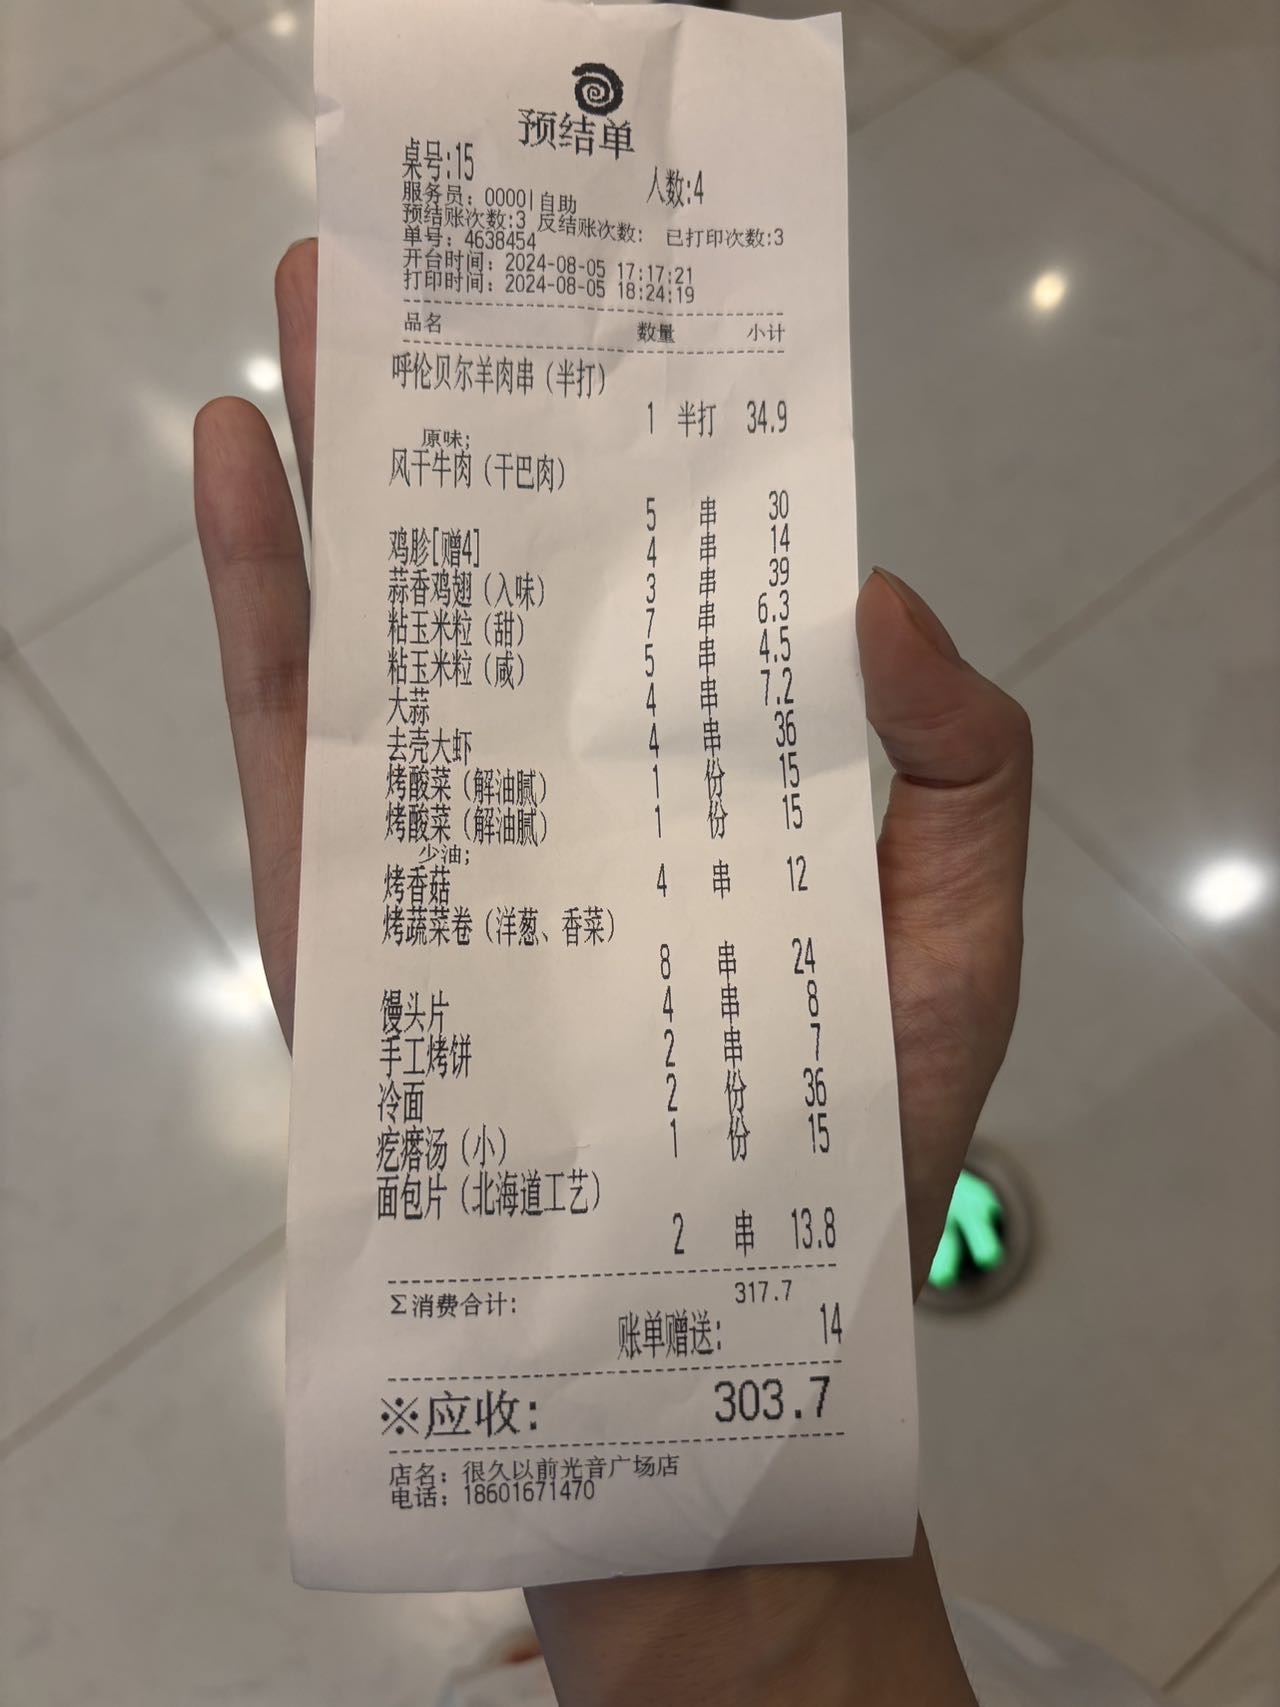 预结单
桌号:15 人数:4
服务员: 0000| 自助
预结账次数:3 反结账次数: 已打印次数:3
单号: 4638454
开台时间: 2024-08-05 17:17:21
打印时间: 2024-08-05 18:24:19
品名 数量 小计
呼伦贝尔羊肉串(半打)
1 半打 34.9
原味;
风干牛肉(干巴肉)
5 串 30
鸡胗[赠4] 4 串 14
蒜香鸡翅(入味) 3 串 39
粘玉米粒(甜) 7 串 6.3
粘玉米粒(咸) 5 串 4.5
大蒜 4 串 7.2
去壳大虾 4 串 36
烤酸菜(解油腻) 1 份 15
烤酸菜(解油腻) 1 份 15
少油;
烤香菇 4 串 12
烤蔬菜卷(洋葱、香菜)
8 串 24
馒头片 4 串 8
手工烤饼 2 串 7
冷面 2 份 36
疙瘩汤(小) 1 份 15
面包片(北海道工艺)
2 串 13.8
Σ消费合计: 317.7
账单赠送: 14
※应收: 303.7
店名: 很久以前光音广场店
电话: 18601671470